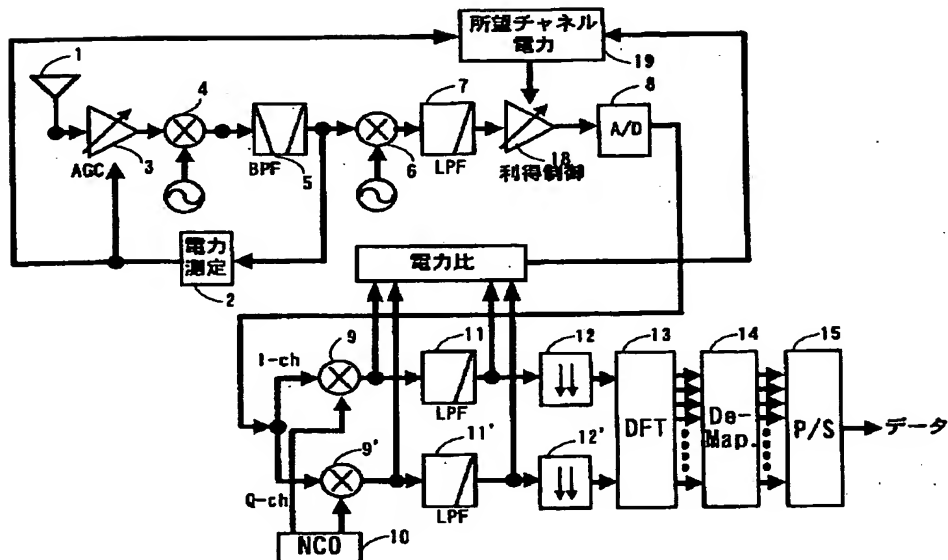 所望チャネル
電力
19
1
4
7
8
A/D
AGC
3
BPF
5
6
LPF
18
利得制御
電力
測定
2
電力比
9
11
12
13
14
15
I-ch
LPF
DFT
De-
Map.
P/S
データ
9'
11'
12'
Q-ch
LPF
NCO
10